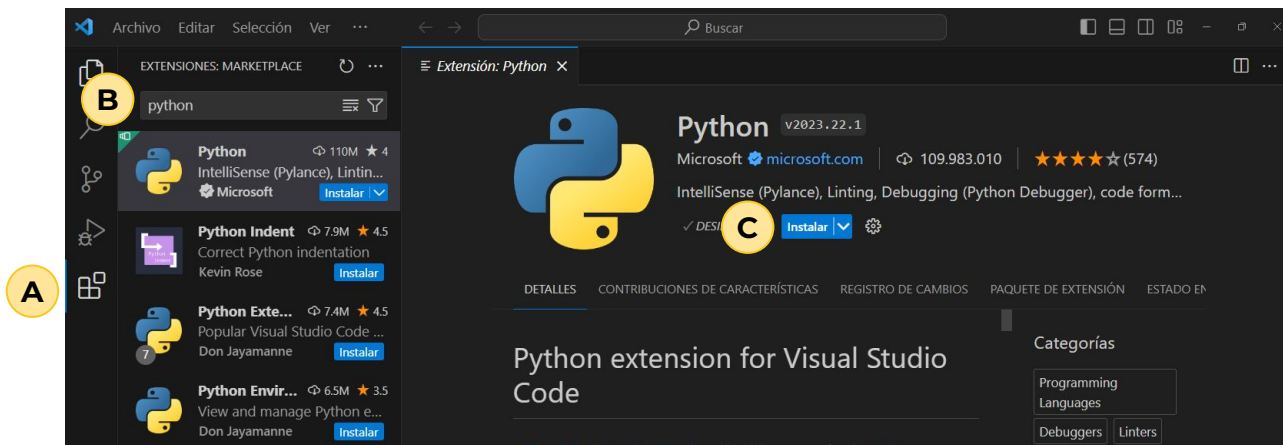 Archivo Editar Selección Ver ···
Buscar
EXTENSIONES: MARKETPLACE
Extensión: Python
A
B
C
python
Python 110M ★ 4
IntelliSense (Pylance), Lintin...
Microsoft Instalar
Python Indent 7.9M ★ 4.5
Correct Python indentation
Kevin Rose Instalar
Python Exte... 7.4M ★ 4.5
Popular Visual Studio Code ...
7 Don Jayamanne Instalar
Python Envir... 6.5M ★ 3.5
View and manage Python e...
Don Jayamanne Instalar
Python v2023.22.1
Microsoft microsoft.com 109.983.010 ★★★★☆ (574)
IntelliSense (Pylance), Linting, Debugging (Python Debugger), code form...
Instalar
DETALLES CONTRIBUCIONES DE CARACTERÍSTICAS REGISTRO DE CAMBIOS PAQUETE DE EXTENSIÓN ESTADO
Python extension for Visual Studio
Code
Categorías
Programming
Languages
Debuggers Linters